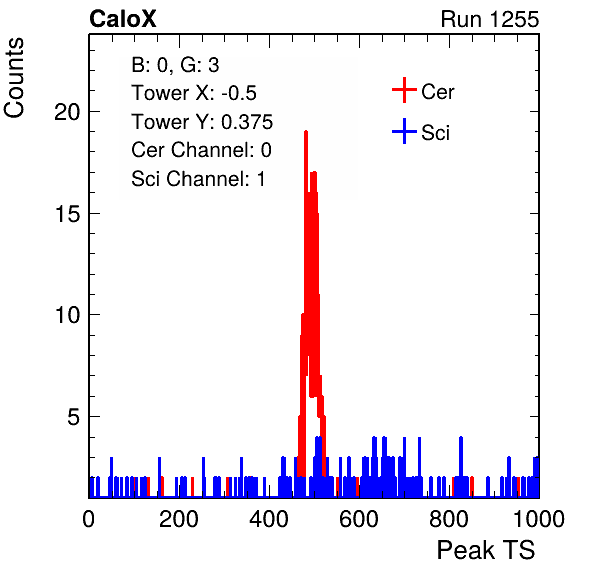 CaloX Run 1255
Counts
B: 0, G: 3
Tower X: -0.5
Tower Y: 0.375
Cer Channel: 0
Sci Channel: 1
Cer
Sci
20
15
10
5
0 200 400 600 800 1000
Peak TS